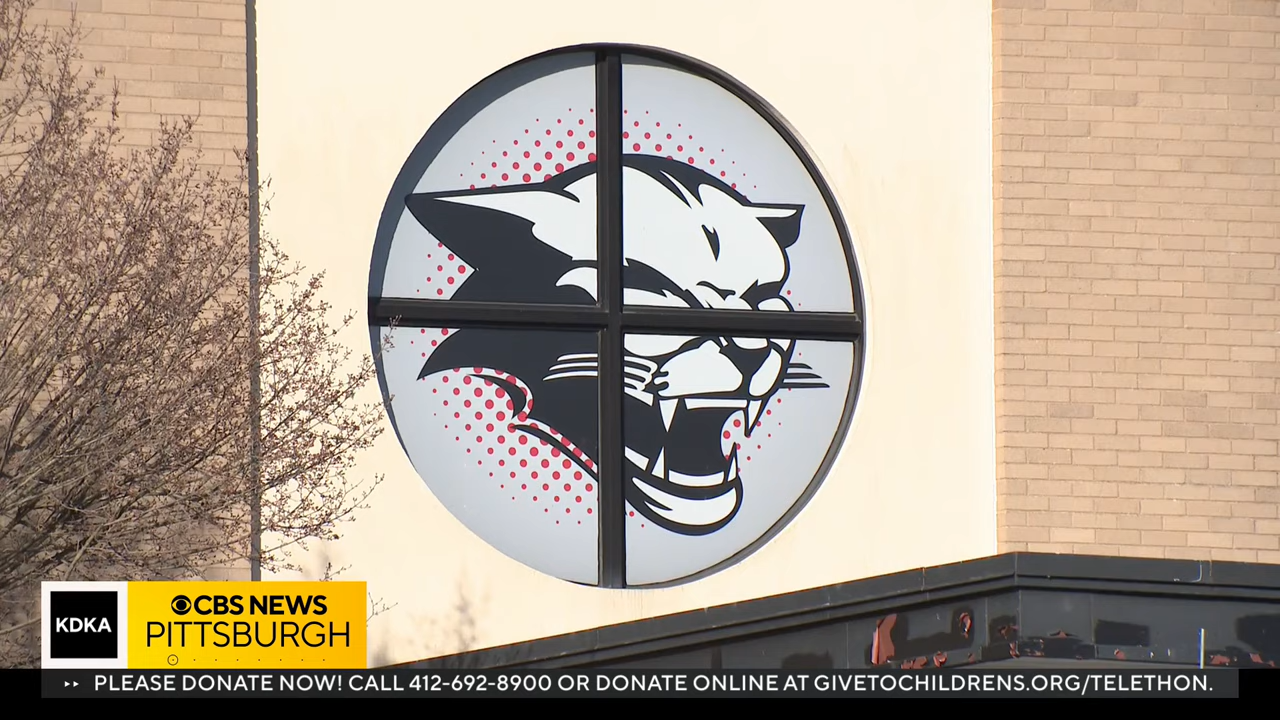 KDKA
CBS NEWS
PITTSBURGH
PLEASE DONATE NOW! CALL 412-692-8900 OR DONATE ONLINE AT GIVETOCHILDRENS.ORG/TELETHON.